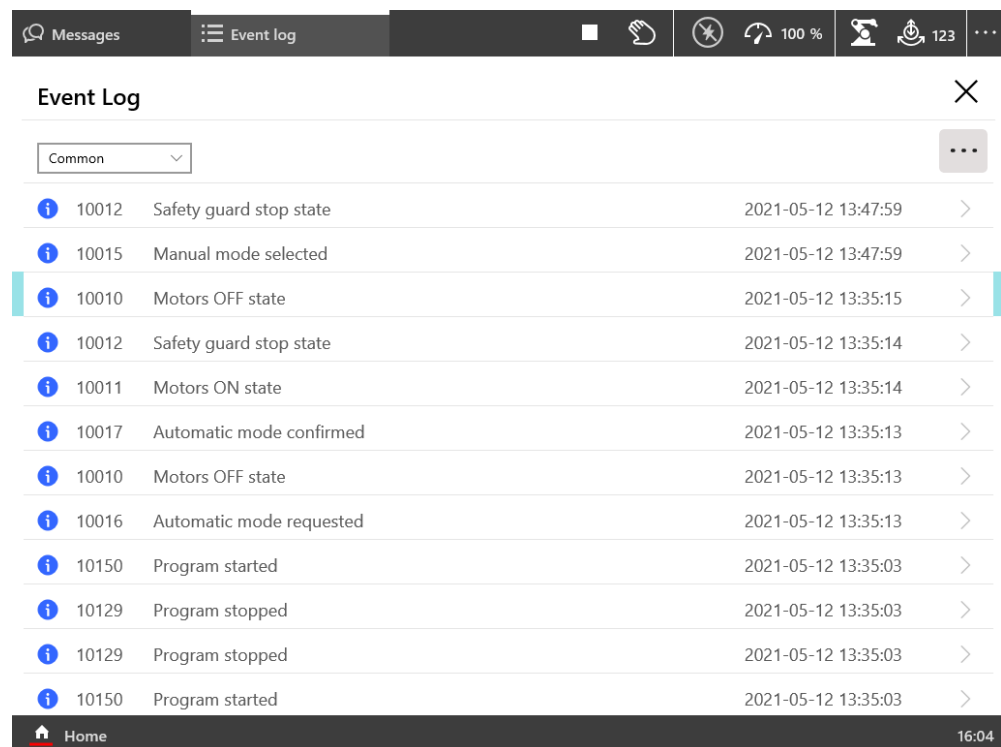 Messages Event log 100 % 123
Event Log
Common
10012 Safety guard stop state 2021-05-12 13:47:59
10015 Manual mode selected 2021-05-12 13:47:59
10010 Motors OFF state 2021-05-12 13:35:15
10012 Safety guard stop state 2021-05-12 13:35:14
10011 Motors ON state 2021-05-12 13:35:14
10017 Automatic mode confirmed 2021-05-12 13:35:13
10010 Motors OFF state 2021-05-12 13:35:13
10016 Automatic mode requested 2021-05-12 13:35:13
10150 Program started 2021-05-12 13:35:03
10129 Program stopped 2021-05-12 13:35:03
10129 Program stopped 2021-05-12 13:35:03
10150 Program started 2021-05-12 13:35:03
Home 16:04